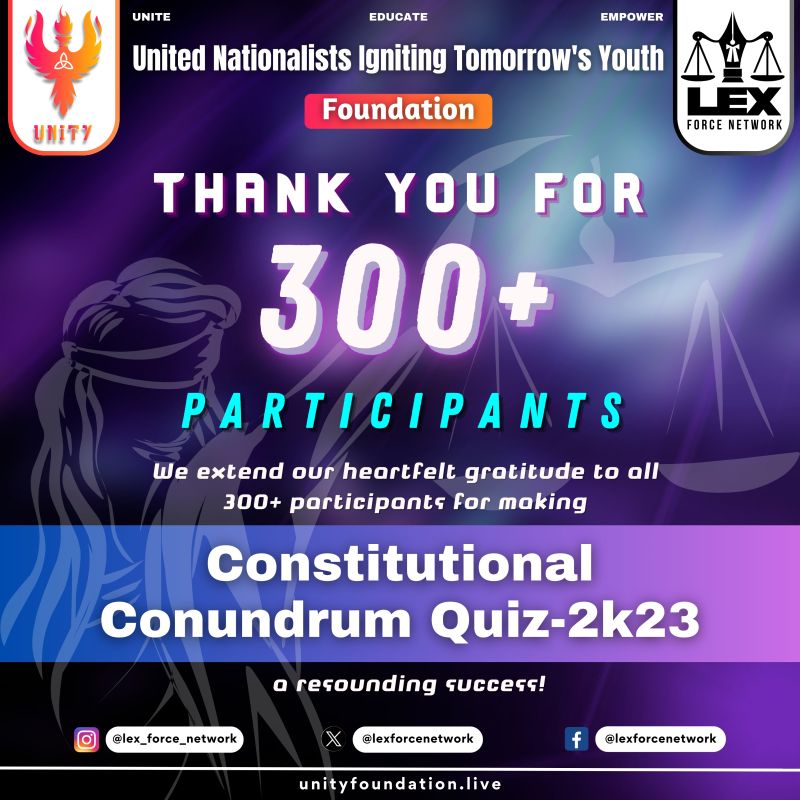 UNITE EDUCATE EMPOWER
United Nationalists Igniting Tomorrow's Youth
Foundation
UNITY
LEX
FORCE NETWORK
THANK YOU FOR
300+
PARTICIPANTS
We extend our heartfelt gratitude to all
300+ participants for making
Constitutional
Conundrum Quiz-2k23
a resounding success!
@lex_force_network @lexforcenetwork @lexforcenetwork
unityfoundation.live